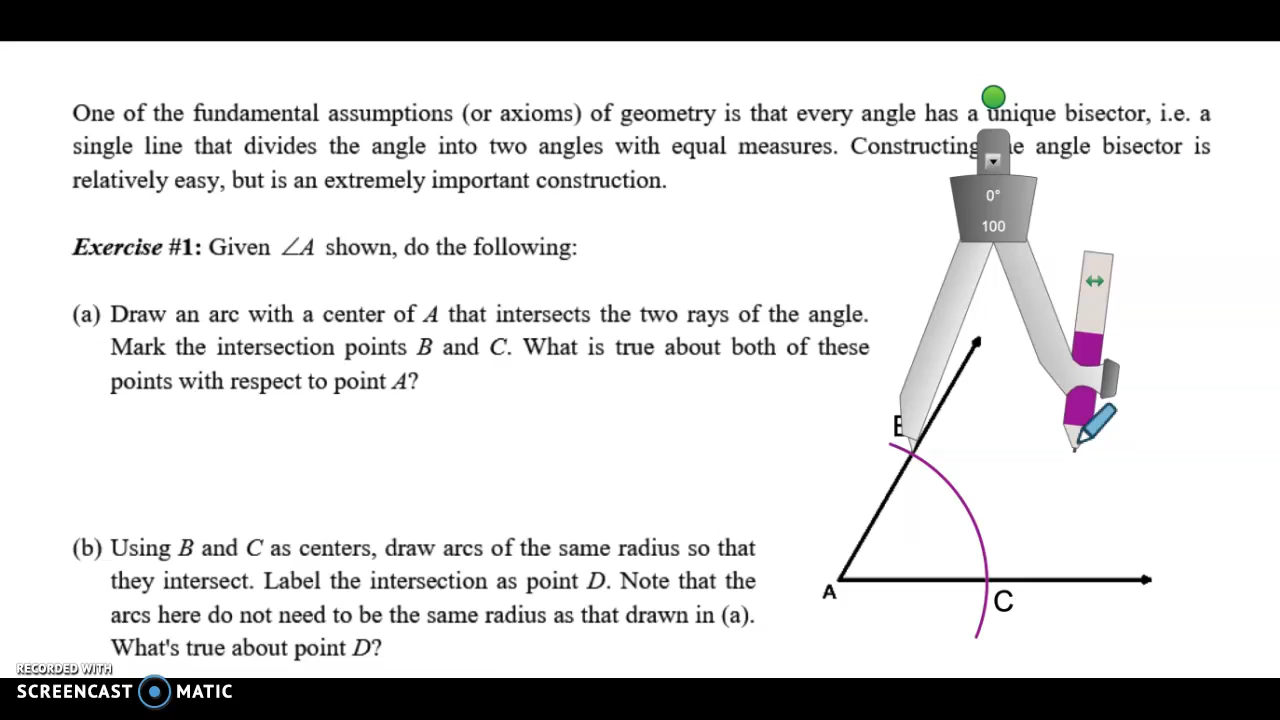 One of the fundamental assumptions (or axioms) of geometry is that every angle has a unique bisector, i.e. a
single line that divides the angle into two angles with equal measures. Constructing angle bisector is
relatively easy, but is an extremely important construction.
0°
100
Exercise #1: Given ∠A shown, do the following:
(a) Draw an arc with a center of A that intersects the two rays of the angle.
Mark the intersection points B and C. What is true about both of these
points with respect to point A?
B
(b) Using B and C as centers, draw arcs of the same radius so that
they intersect. Label the intersection as point D. Note that the
arcs here do not need to be the same radius as that drawn in (a).
What's true about point D?
A
C
RECORDED WITH
SCREENCAST MATIC